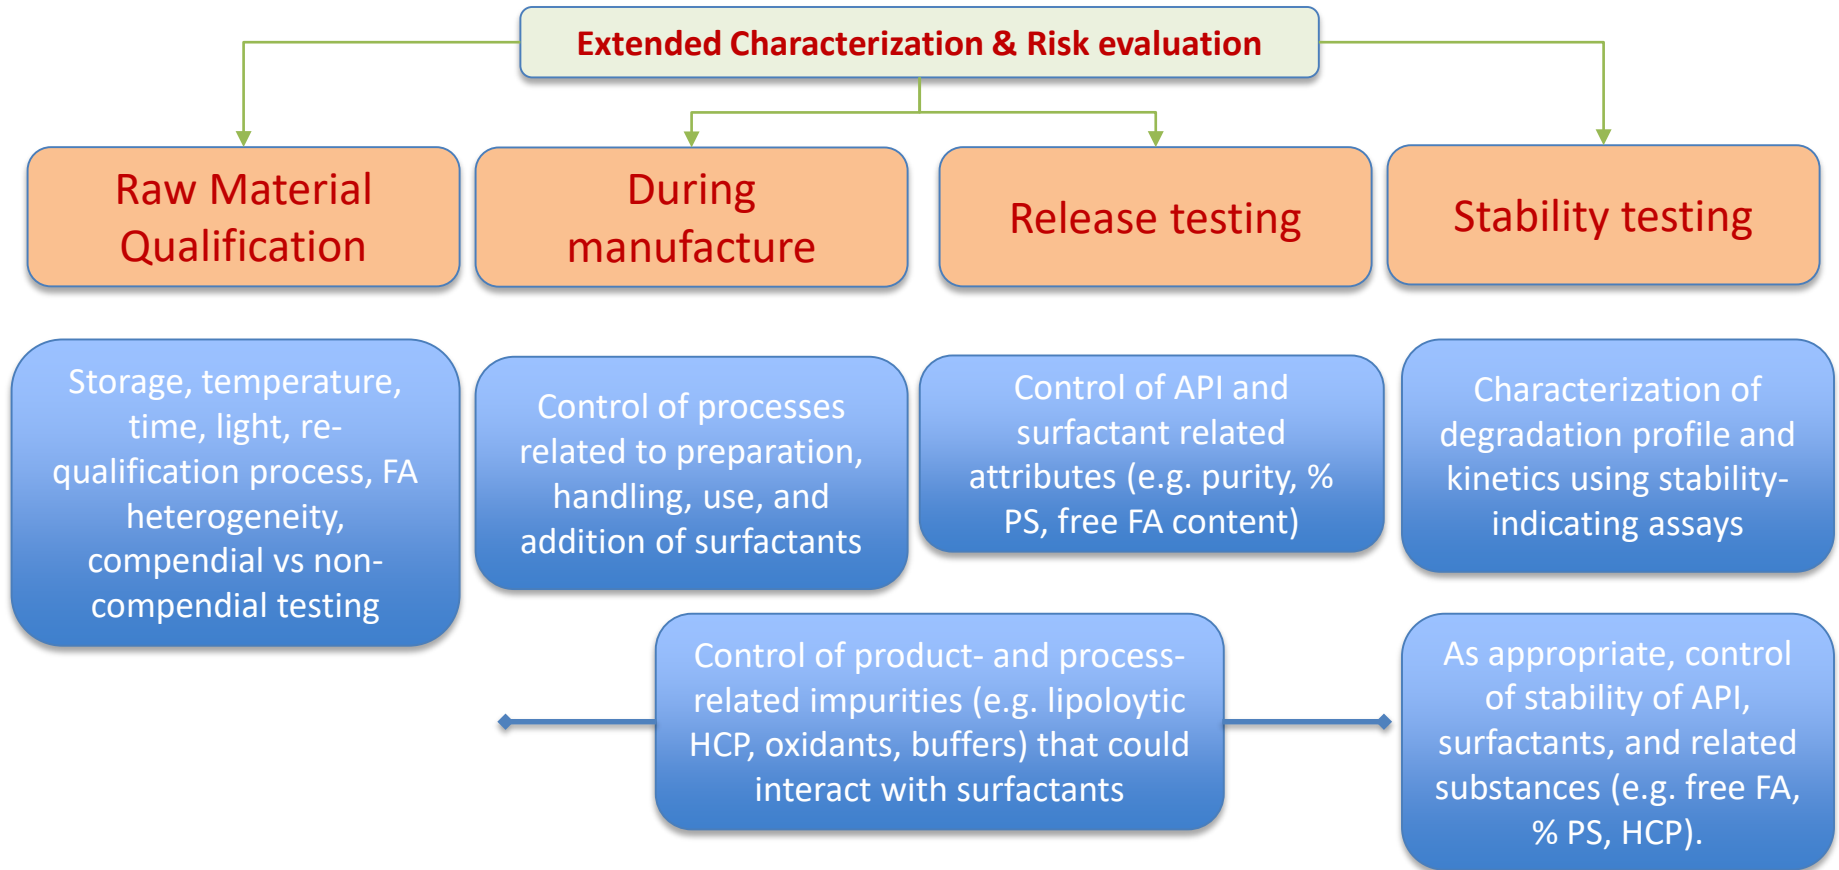 Extended Characterization & Risk evaluation
Raw Material
Qualification
During
manufacture
Release testing
Stability testing
Storage, temperature,
time, light, re-
qualification process, FA
heterogeneity,
compendial vs non-
compendial testing
Control of processes
related to preparation,
handling, use, and
addition of surfactants
Control of API and
surfactant related
attributes (e.g. purity, %
PS, free FA content)
Characterization of
degradation profile and
kinetics using stability-
indicating assays
Control of product- and process-
related impurities (e.g. lipoloytic
HCP, oxidants, buffers) that could
interact with surfactants
As appropriate, control
of stability of API,
surfactants, and related
substances (e.g. free FA,
% PS, HCP).